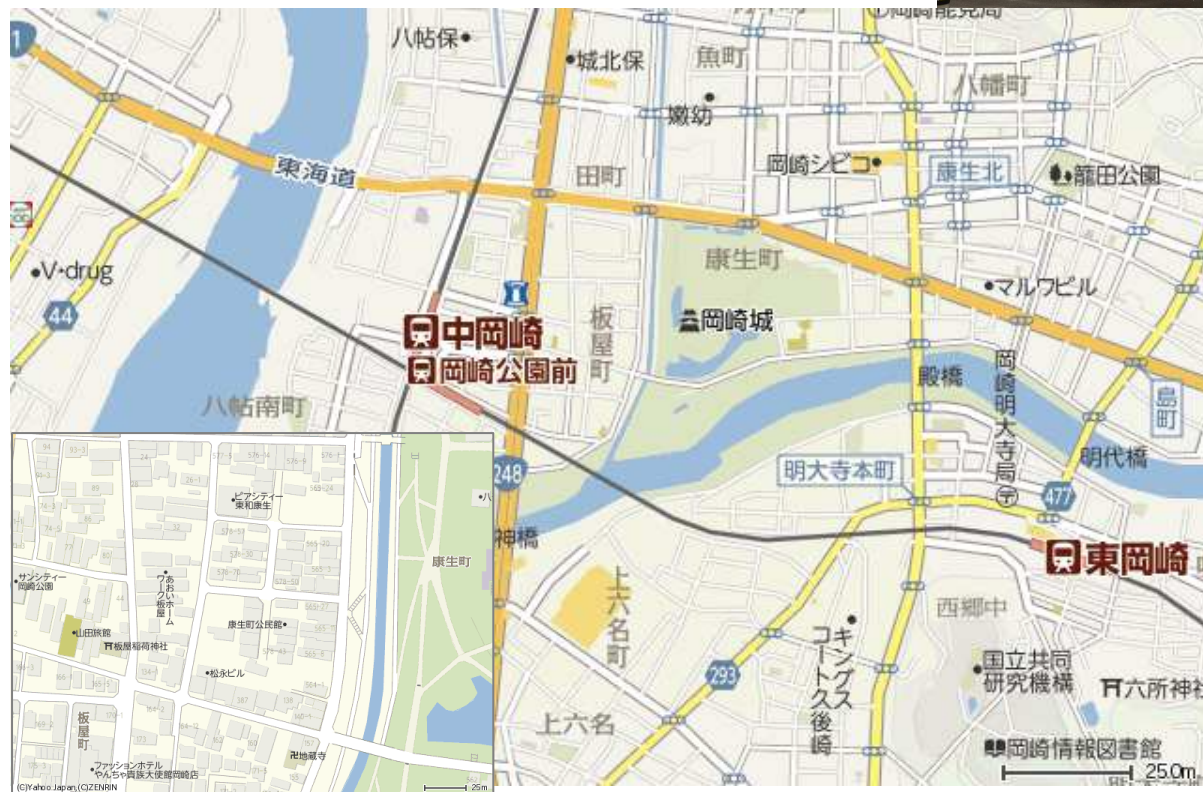 1
八帖保
城北保
魚町
八幡町
嫩幼
岡崎シビコ
康生北
籠田公園
東海道
田町
康生町
V・drug
44
マルワビル
岡崎城
板屋町
中岡崎
岡崎公園前
八帖南町
殿橋
岡崎明大寺局
島町
明代橋
明大寺本町
248
477
神橋
東岡崎
上六名町
西郷中
キングス
コート久後崎
国立共同
研究機構
六所神社
293
上六名
岡崎情報図書館
25.0m
ピアシティー
東和康生
康生町
八
サンシティー
岡崎公園
あおいホーム
ワーク板屋
山田旅館
板屋稲荷神社
康生町公民館
松永ビル
板屋町
地蔵寺
ファッションホテル
やんちゃ貴族大使館岡崎店
(C)Yahoo Japan,(C)ZENRIN
25m